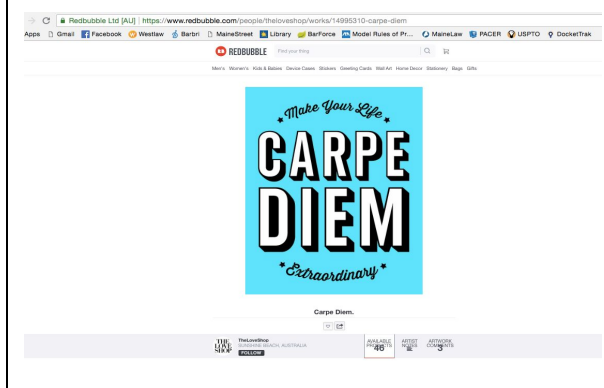 Redbubble Ltd [AU] | https://www.redbubble.com/people/theloveshop/works/14995310-carpe-diem
Apps Gmail Facebook Westlaw Barbri MaineStreet Library BarForce Model Rules of Pr... MaineLaw PACER USPTO DocketTrak
REDBUBBLE Find your thing
Men's Women's Kids & Babies Device Cases Stickers Greeting Cards Wall Art Home Decor Stationery Bags Gifts
Make Your Life
CARPE
DIEM
Extraordinary
Carpe Diem.
THE LOVE SHOP
TheLoveShop
SUNSHINE BEACH, AUSTRALIA
FOLLOW
AVAILABLE PRODUCTS
46
ARTIST NOTES
ARTWORK COMMENTS
3